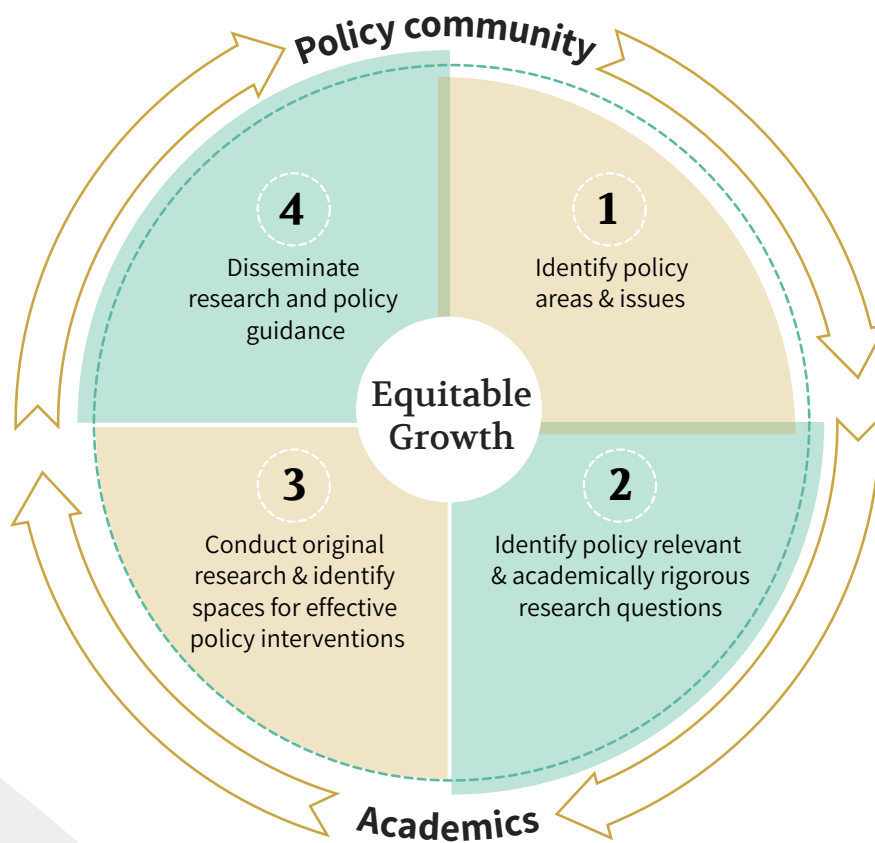 Policy community
4
Disseminate
research and policy
guidance
1
Identify policy
areas & issues
Equitable
Growth
3
Conduct original
research & identify
spaces for effective
policy interventions
2
Identify policy relevant
& academically rigorous
research questions
Academics